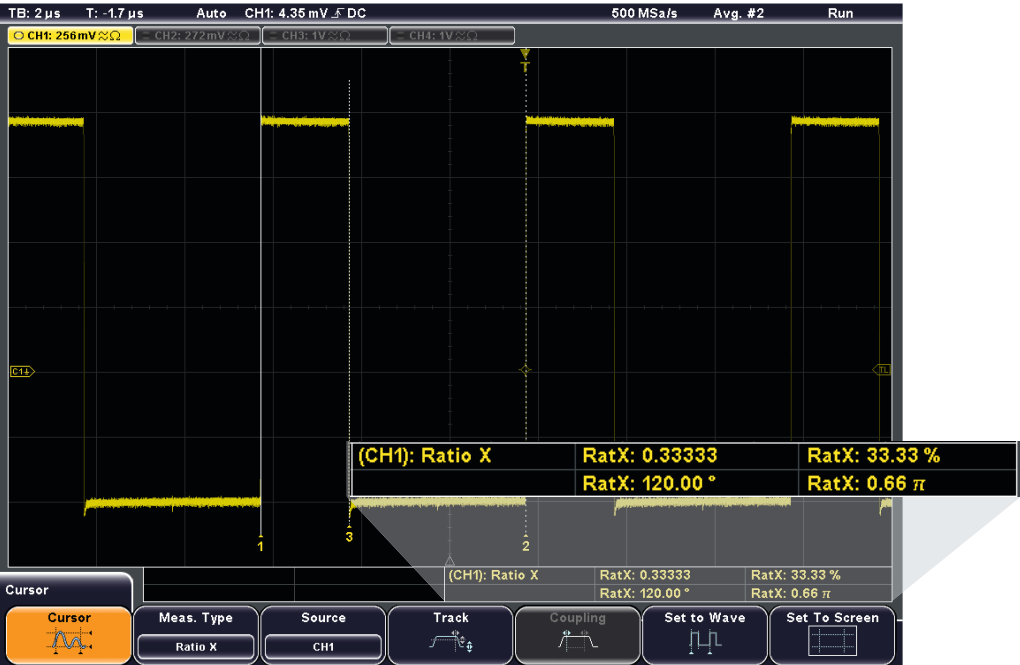 TB: 2 µs T: -1.7 µs Auto CH1: 4.35 mV DC 500 MSa/s Avg. #2 Run
CH1: 256mV≂Ω CH2: 272mV≂Ω CH3: 1V≂Ω CH4: 1V≂Ω
T
C1
TL
(CH1): Ratio X RatX: 0.33333 RatX: 33.33 %
RatX: 120.00 ° RatX: 0.66 π
1 3 2
(CH1): Ratio X RatX: 0.33333 RatX: 33.33 %
RatX: 120.00 ° RatX: 0.66 π
Cursor
Cursor Meas. Type Source Track Coupling Set to Wave Set To Screen
Ratio X CH1